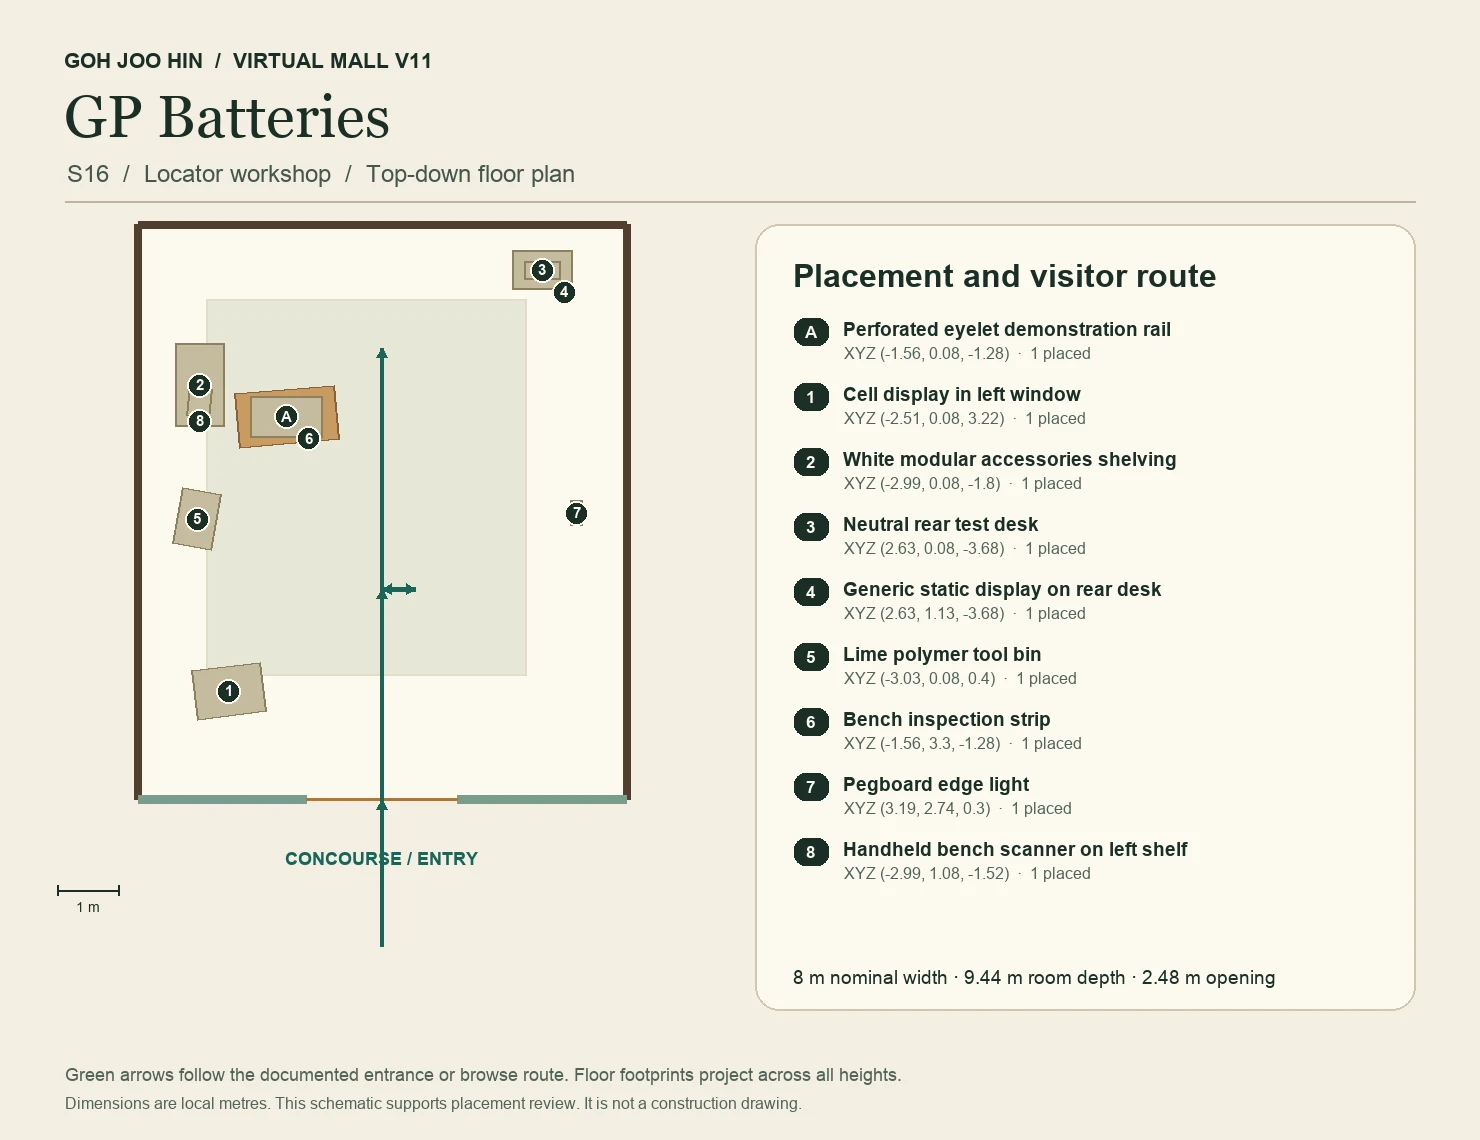 GOH JOO HIN / VIRTUAL MALL V11
GP Batteries
S16 / Locator workshop / Top-down floor plan
3
4
2
8
A
6
5
7
1
CONCOURSE / ENTRY
1 m
Placement and visitor route
A Perforated eyelet demonstration rail
XYZ (-1.56, 0.08, -1.28) · 1 placed
1 Cell display in left window
XYZ (-2.51, 0.08, 3.22) · 1 placed
2 White modular accessories shelving
XYZ (-2.99, 0.08, -1.8) · 1 placed
3 Neutral rear test desk
XYZ (2.63, 0.08, -3.68) · 1 placed
4 Generic static display on rear desk
XYZ (2.63, 1.13, -3.68) · 1 placed
5 Lime polymer tool bin
XYZ (-3.03, 0.08, 0.4) · 1 placed
6 Bench inspection strip
XYZ (-1.56, 3.3, -1.28) · 1 placed
7 Pegboard edge light
XYZ (3.19, 2.74, 0.3) · 1 placed
8 Handheld bench scanner on left shelf
XYZ (-2.99, 1.08, -1.52) · 1 placed
8 m nominal width · 9.44 m room depth · 2.48 m opening
Green arrows follow the documented entrance or browse route. Floor footprints project across all heights.
Dimensions are local metres. This schematic supports placement review. It is not a construction drawing.